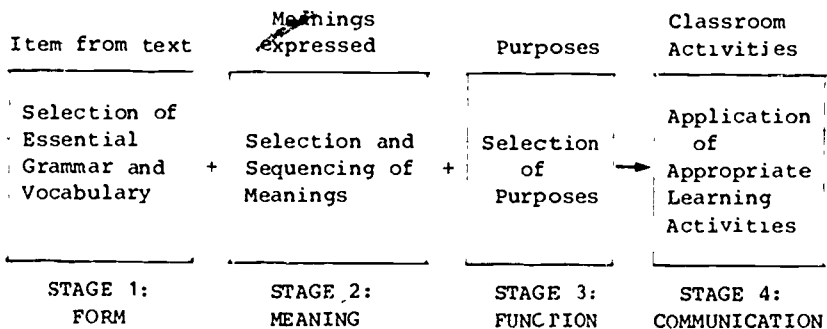 Item from text
Meanings
expressed
Purposes
Classroom
Activities
Selection of
Essential
Grammar and
Vocabulary
+
Selection and
Sequencing of
Meanings
+
Selection
of
Purposes
Application
of
Appropriate
Learning
Activities
STAGE 1:
FORM
STAGE 2:
MEANING
STAGE 3:
FUNCTION
STAGE 4:
COMMUNICATION